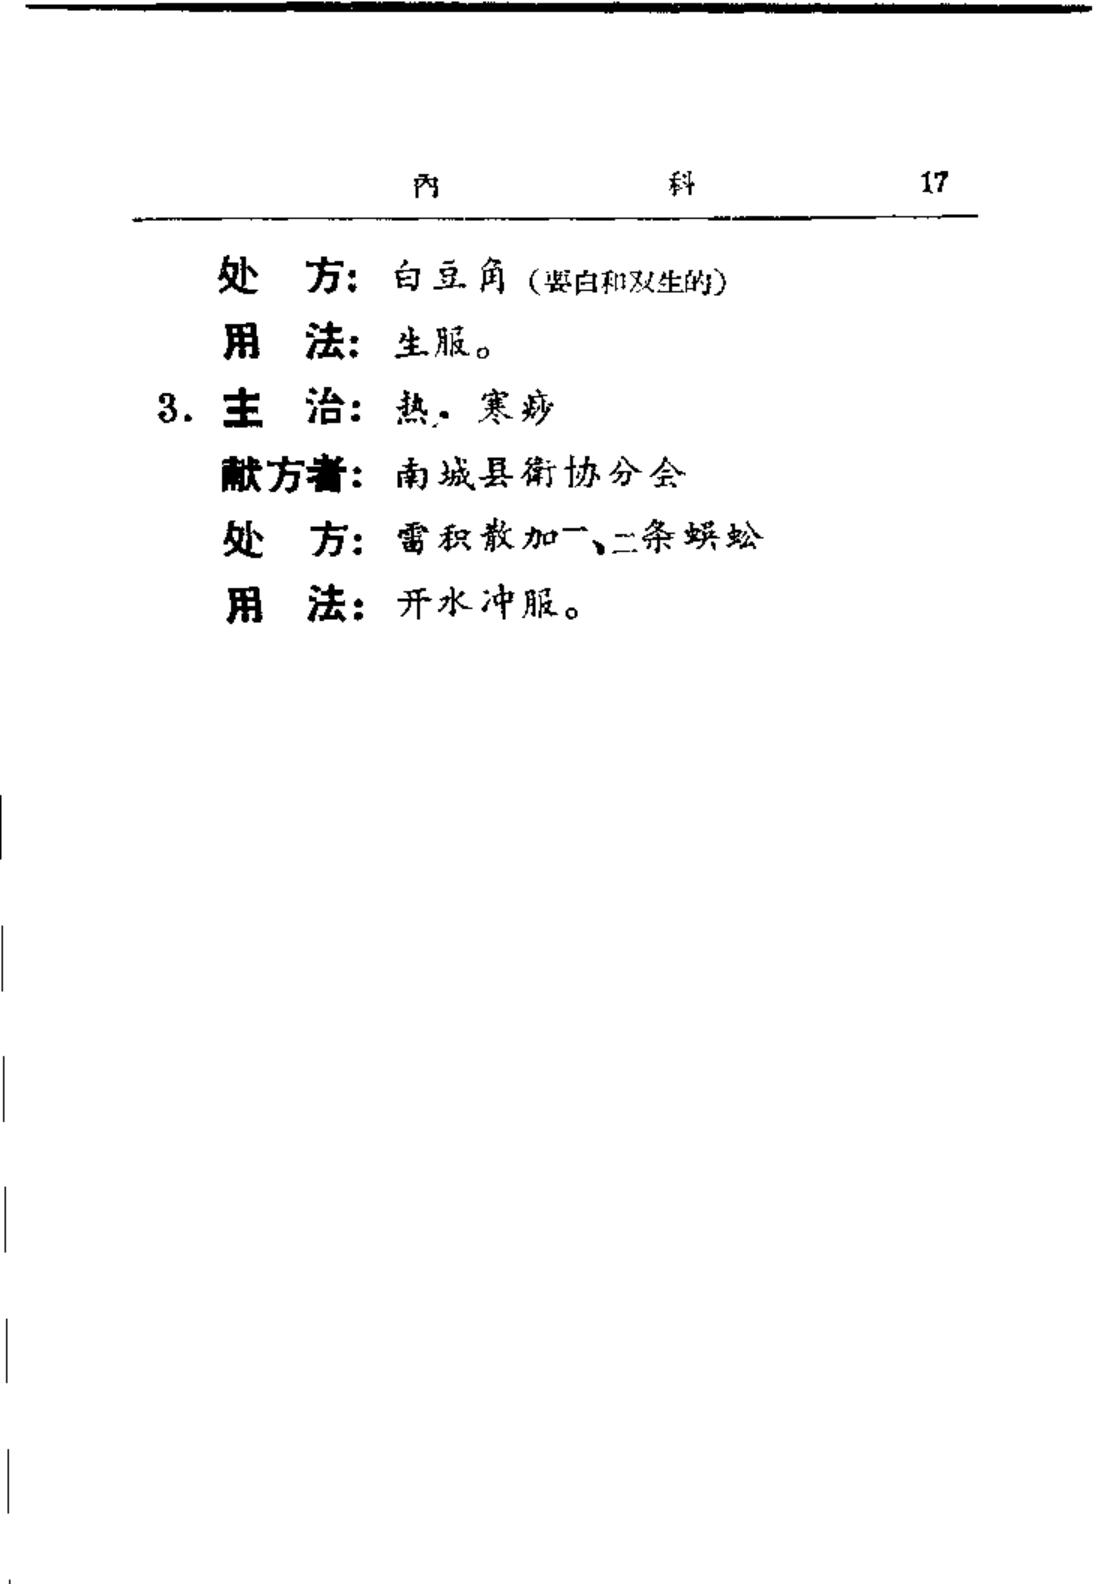 內 科 17
处 方：白豆角（要白和双生的）
用 法：生服。
3. 主 治：热、寒痧
献方者：南城县衛协分会
处 方：雷积散加一、二条蜈蚣
用 法：开水冲服。